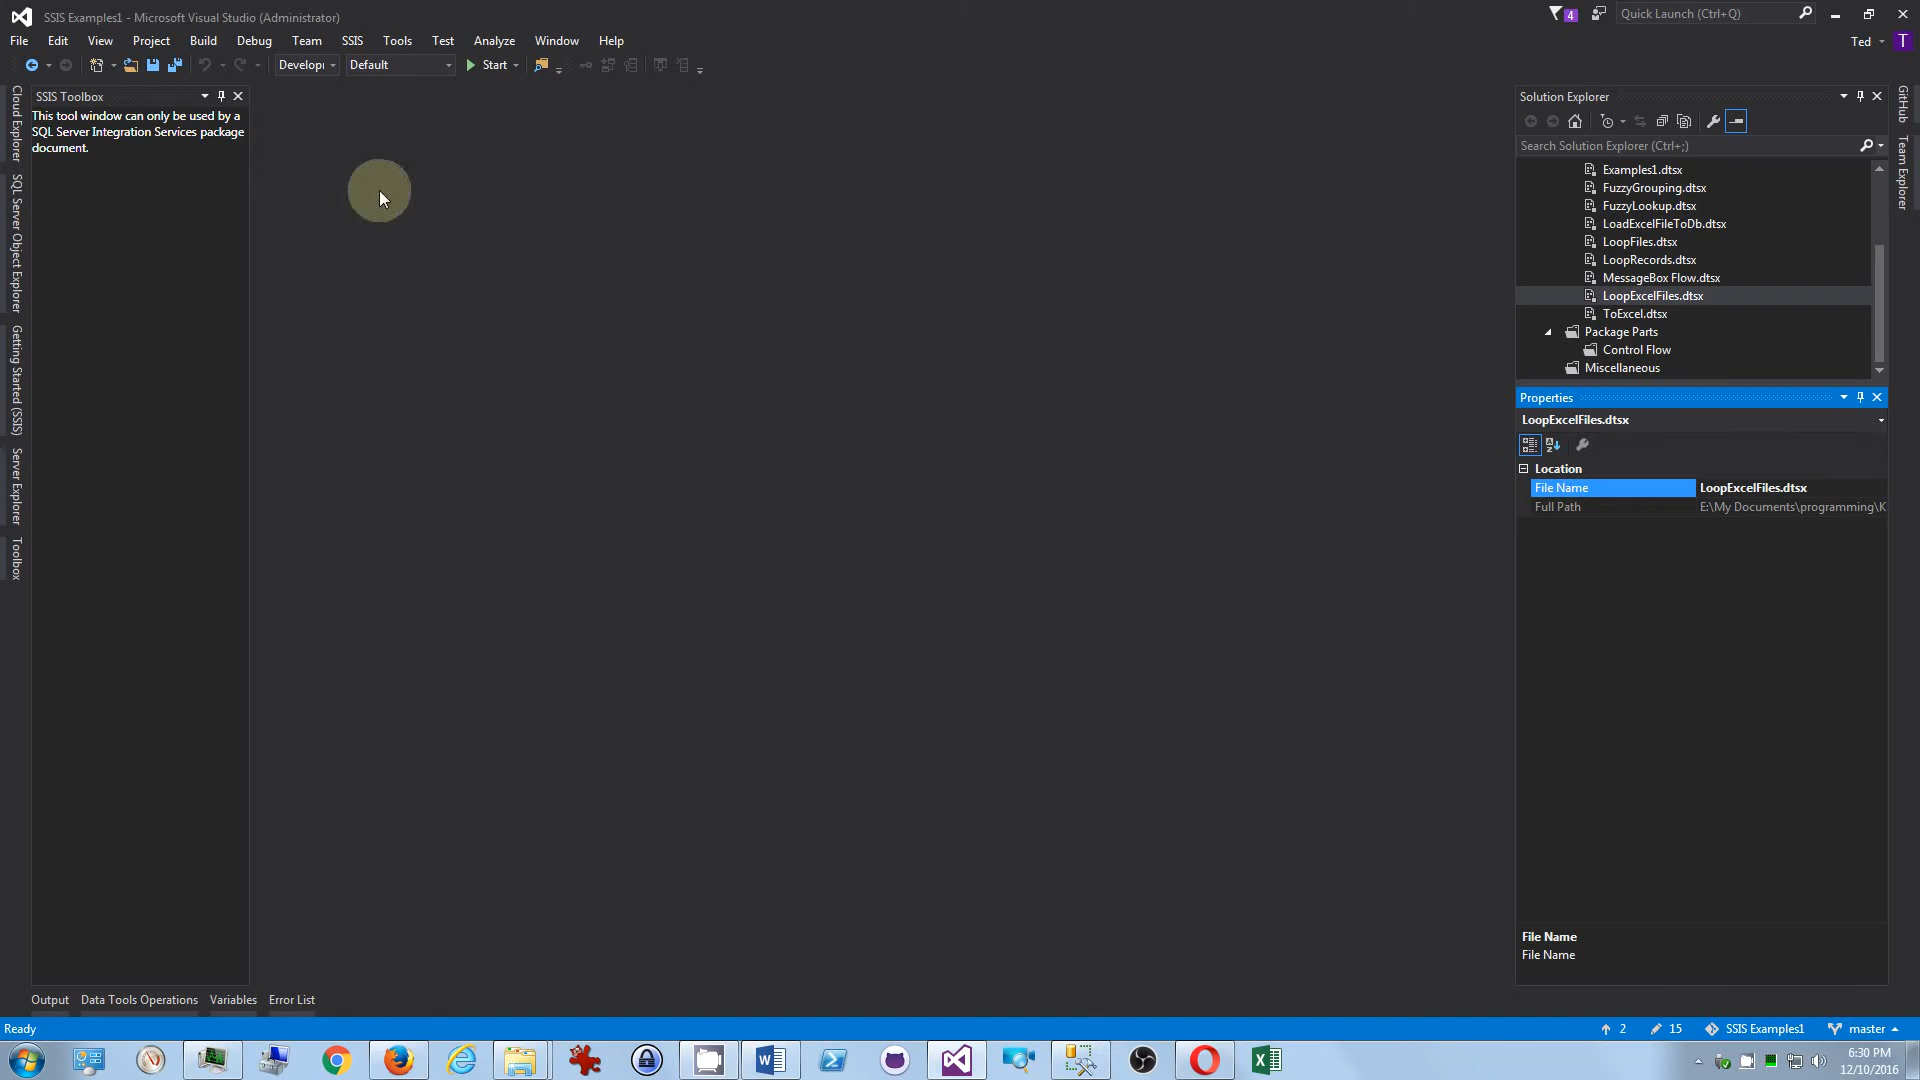 SSIS Examples1 - Microsoft Visual Studio (Administrator)
4
Quick Launch (Ctrl+Q)
File Edit View Project Build Debug Team SSIS Tools Test Analyze Window Help
Ted T
Developi Default Start
SSIS Toolbox
This tool window can only be used by a
SQL Server Integration Services package
document.
Cloud Explorer
SQL Server Object Explorer
Getting Started (SSIS)
Server Explorer
Toolbox
Solution Explorer
Search Solution Explorer (Ctrl+;)
Examples1.dtsx
FuzzyGrouping.dtsx
FuzzyLookup.dtsx
LoadExcelFileToDb.dtsx
LoopFiles.dtsx
LoopRecords.dtsx
MessageBox Flow.dtsx
LoopExcelFiles.dtsx
ToExcel.dtsx
Package Parts
Control Flow
Miscellaneous
Properties
LoopExcelFiles.dtsx
Location
File Name LoopExcelFiles.dtsx
Full Path E:\My Documents\programming\K
File Name
File Name
GitHub
Team Explorer
Output Data Tools Operations Variables Error List
Ready
2 15 SSIS Examples1 master
6:30 PM
12/10/2016